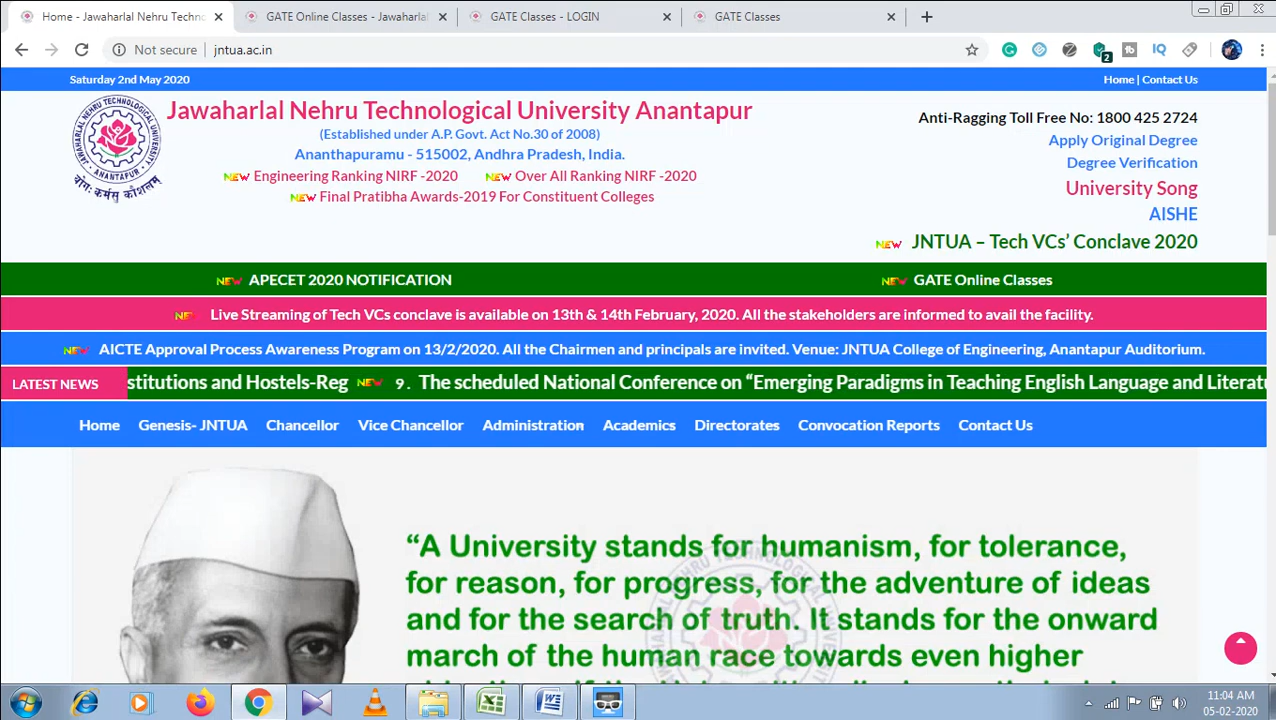 Home - Jawaharlal Nehru Techno
GATE Online Classes - Jawaharlal
GATE Classes - LOGIN
GATE Classes
Not secure
jntua.ac.in
2
IQ
Saturday 2nd May 2020
Home | Contact Us
Jawaharlal Nehru Technological University Anantapur
(Established under A.P. Govt. Act No.30 of 2008)
Ananthapuramu - 515002, Andhra Pradesh, India.
NEW Engineering Ranking NIRF -2020 NEW Over All Ranking NIRF -2020
NEW Final Pratibha Awards-2019 For Constituent Colleges
JAWAHARLAL NEHRU TECHNOLOGICAL UNIVERSITY
ANANTAPUR
योगः कर्मसु कौशलम्
Anti-Ragging Toll Free No: 1800 425 2724
Apply Original Degree
Degree Verification
University Song
AISHE
NEW JNTUA – Tech VCs’ Conclave 2020
NEW APECET 2020 NOTIFICATION
NEW GATE Online Classes
NE Live Streaming of Tech VCs conclave is available on 13th & 14th February, 2020. All the stakeholders are informed to avail the facility.
NEW AICTE Approval Process Awareness Program on 13/2/2020. All the Chairmen and principals are invited. Venue: JNTUA College of Engineering, Anantapur Auditorium.
LATEST NEWS
stitutions and Hostels-Reg NEW 9. The scheduled National Conference on “Emerging Paradigms in Teaching English Language and Literatu
Home Genesis- JNTUA Chancellor Vice Chancellor Administration Academics Directorates Convocation Reports Contact Us
“A University stands for humanism, for tolerance,
for reason, for progress, for the adventure of ideas
and for the search of truth. It stands for the onward
march of the human race towards even higher
11:04 AM
05-02-2020